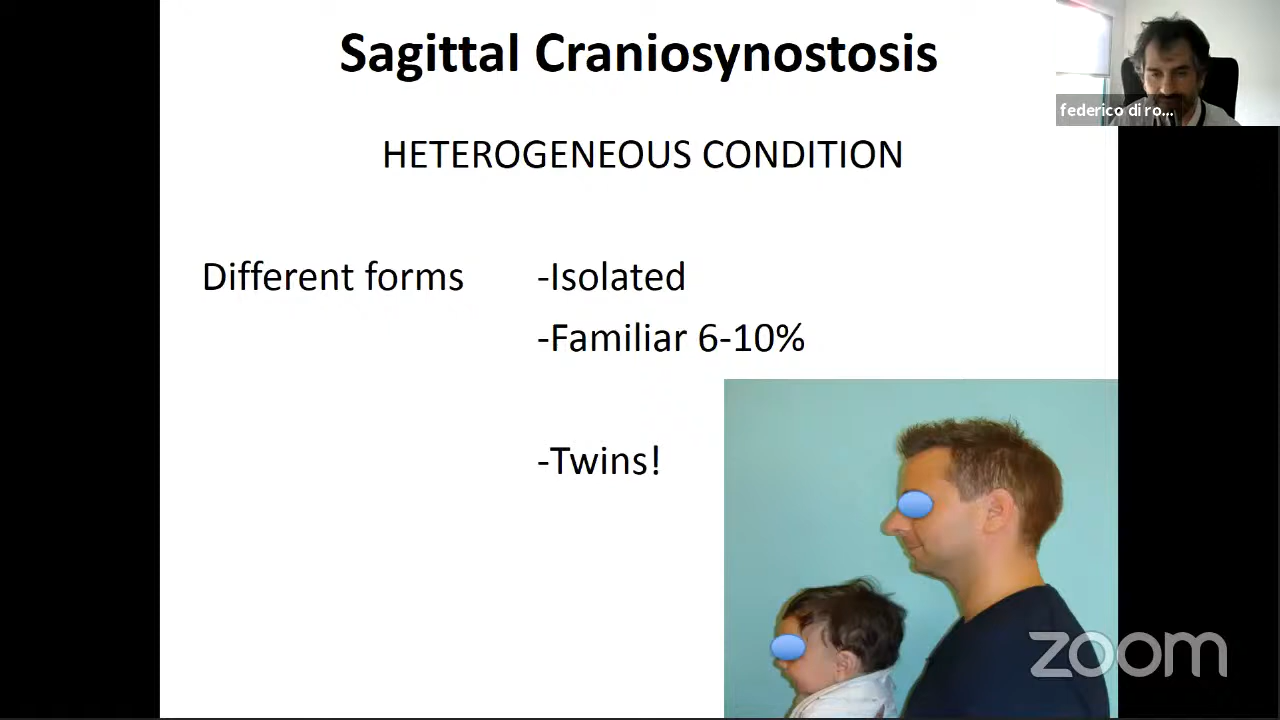 Sagittal Craniosynostosis
federico di ro...
HETEROGENEOUS CONDITION
Different forms -Isolated
-Familiar 6-10%
-Twins!
zoom